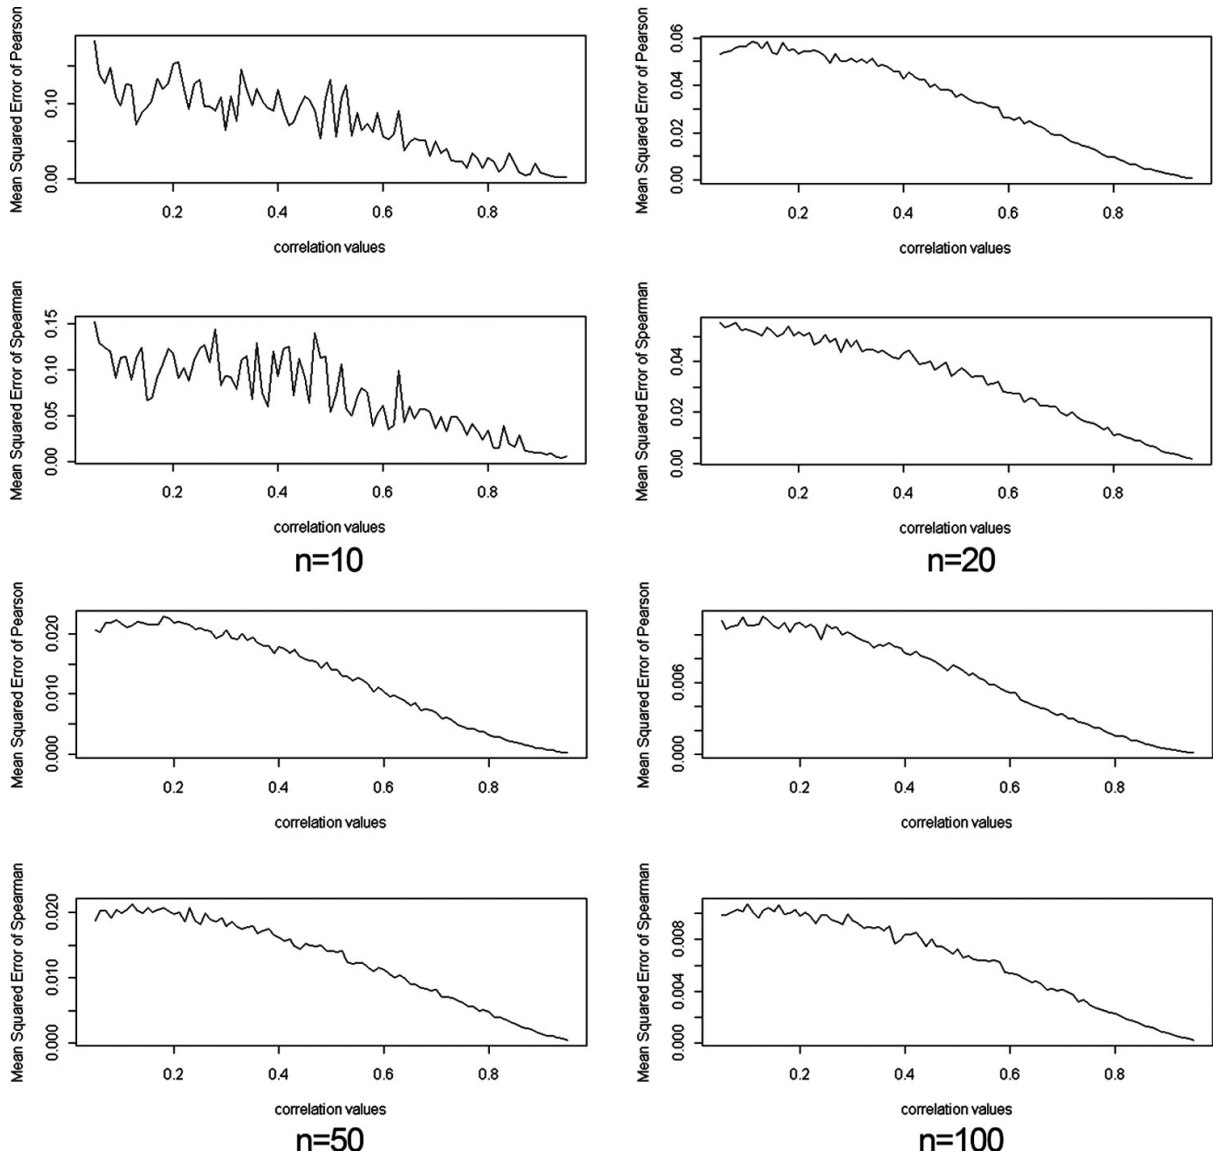 Mean Squared Error of Pearson
0.00 0.10
0.2 0.4 0.6 0.8
correlation values
Mean Squared Error of Spearman
0.00 0.05 0.10 0.15
0.2 0.4 0.6 0.8
correlation values
n=10
Mean Squared Error of Pearson
0.00 0.02 0.04 0.06
0.2 0.4 0.6 0.8
correlation values
Mean Squared Error of Spearman
0.00 0.02 0.04
0.2 0.4 0.6 0.8
correlation values
n=20
Mean Squared Error of Pearson
0.000 0.010 0.020
0.2 0.4 0.6 0.8
correlation values
Mean Squared Error of Spearman
0.000 0.010 0.020
0.2 0.4 0.6 0.8
correlation values
n=50
Mean Squared Error of Pearson
0.000 0.006
0.2 0.4 0.6 0.8
correlation values
Mean Squared Error of Spearman
0.000 0.004 0.008
0.2 0.4 0.6 0.8
correlation values
n=100